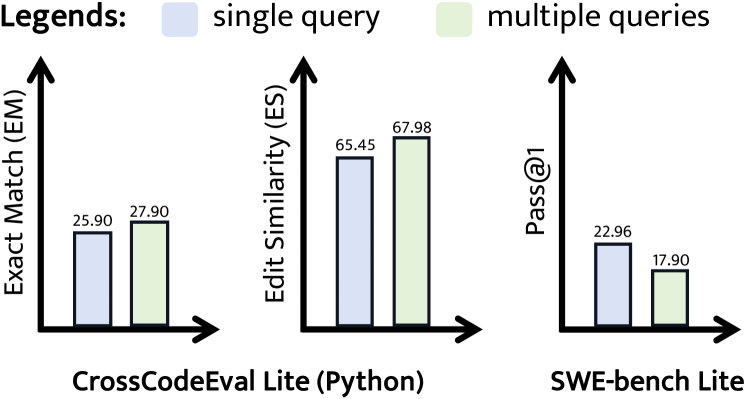 Legends: single query multiple queries
Exact Match (EM)
25.90
27.90
Edit Similarity (ES)
65.45
67.98
Pass@1
22.96
17.90
CrossCodeEval Lite (Python)
SWE-bench Lite